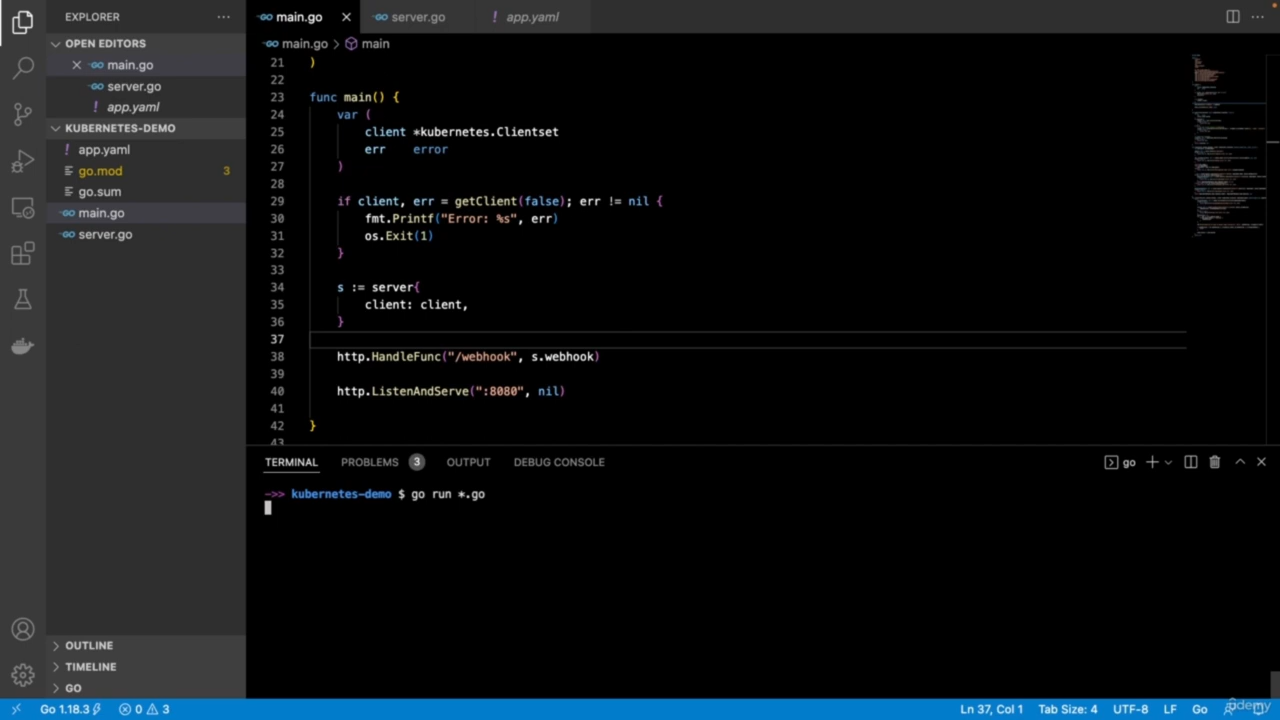 EXPLORER
main.go
server.go
! app.yaml
OPEN EDITORS
main.go
main
main.go
server.go
! app.yaml
KUBERNETES-DEMO
! app.yaml
go.mod 3
go.sum
main.go
server.go
21 )
22
23 func main() {
24 var (
25 client *kubernetes.Clientset
26 err error
27 )
28
29 if client, err = getClient(false); err != nil {
30 fmt.Printf("Error: %s", err)
31 os.Exit(1)
32 }
33
34 s := server{
35 client: client,
36 }
37
38 http.HandleFunc("/webhook", s.webhook)
39
40 http.ListenAndServe(":8080", nil)
41
42 }
43
TERMINAL PROBLEMS 3 OUTPUT DEBUG CONSOLE
go
->> kubernetes-demo $ go run *.go
OUTLINE
TIMELINE
GO
Go 1.18.3 0 3
Ln 37, Col 1 Tab Size: 4 UTF-8 LF Go
udemy